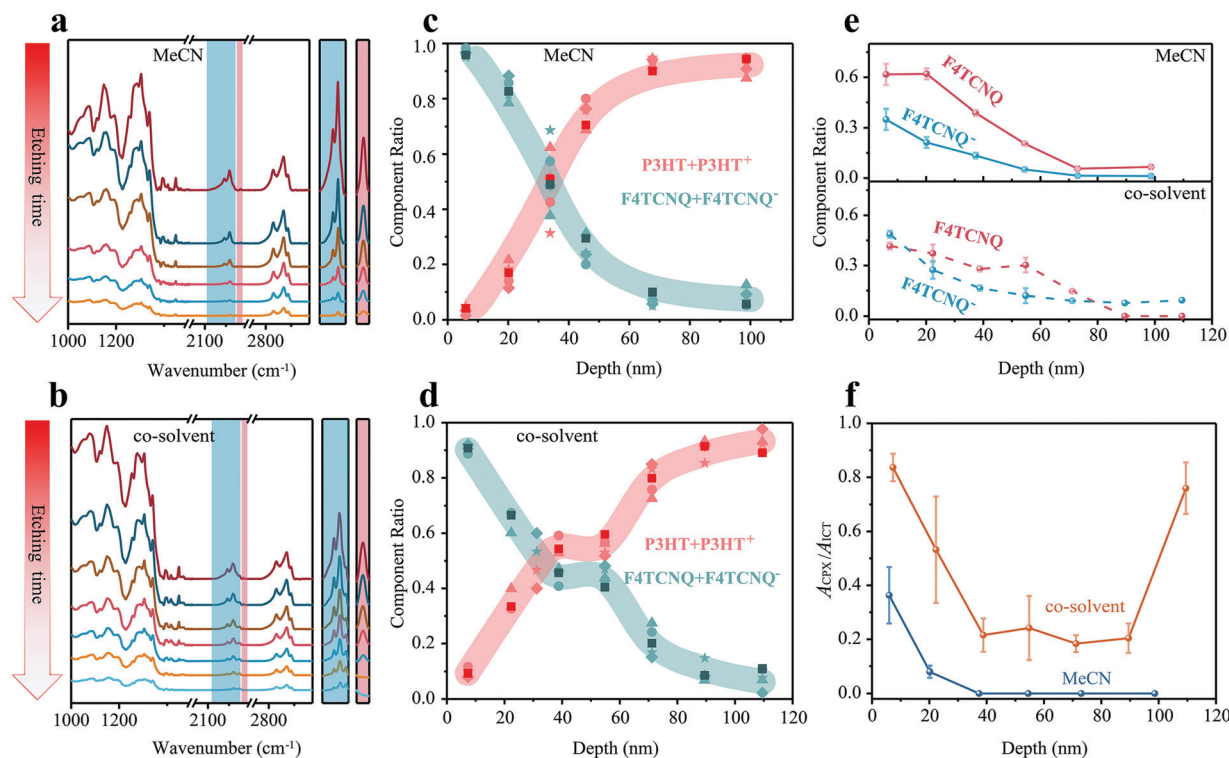 a
MeCN
Etching time
1000 1200 2100 2800
Wavenumber (cm-1)
b
co-solvent
Etching time
1000 1200 2100 2800
Wavenumber (cm-1)
c
MeCN
1.0
0.8
0.6
0.4
0.2
0.0
Component Ratio
P3HT+P3HT+
F4TCNQ+F4TCNQ-
0 20 40 60 80 100 120
Depth (nm)
d
co-solvent
1.0
0.8
0.6
0.4
0.2
0.0
Component Ratio
P3HT+P3HT+
F4TCNQ+F4TCNQ-
0 20 40 60 80 100 120
Depth (nm)
e
MeCN
0.6
0.3
0.0
F4TCNQ
F4TCNQ-
Component Ratio
co-solvent
0.6
0.3
0.0
F4TCNQ
F4TCNQ-
0 20 40 60 80 100 120
Depth (nm)
f
1.0
0.8
0.6
0.4
0.2
0.0
ACPX/AICT
co-solvent
MeCN
0 20 40 60 80 100 120
Depth (nm)